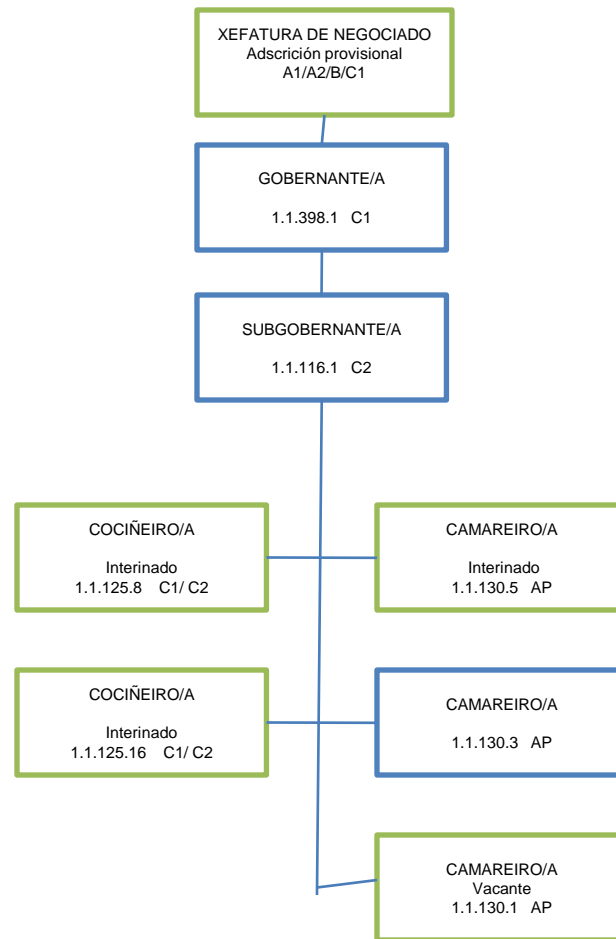 XEFATURA DE NEGOCIADO
Adscrición provisional
A1/A2/B/C1
GOBERNANTE/A
1.1.398.1 C1
SUBGOBERNANTE/A
1.1.116.1 C2
COCIÑEIRO/A
Interinado
1.1.125.8 C1/ C2
CAMAREIRO/A
Interinado
1.1.130.5 AP
COCIÑEIRO/A
Interinado
1.1.125.16 C1/ C2
CAMAREIRO/A
1.1.130.3 AP
CAMAREIRO/A
Vacante
1.1.130.1 AP